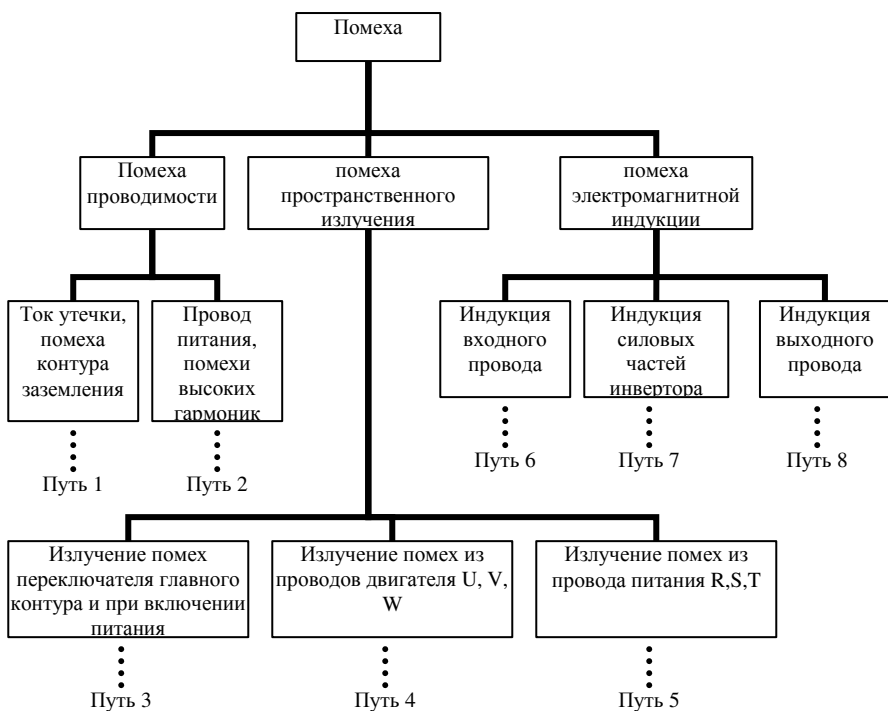 Помеха
Помеха
проводимости
помеха
пространственного
излучения
помеха
электромагнитной
индукции
Ток утечки,
помеха
контура
заземления
Провод
питания,
помехи
высоких
гармоник
Индукция
входного
провода
Индукция
силовых
частей
инвертора
Индукция
выходного
провода
Путь 1
Путь 2
Путь 6
Путь 7
Путь 8
Излучение помех
переключателя главного
контура и при включении
питания
Излучение помех из
проводов двигателя U, V,
W
Излучение помех из
провода питания R,S,T
Путь 3
Путь 4
Путь 5